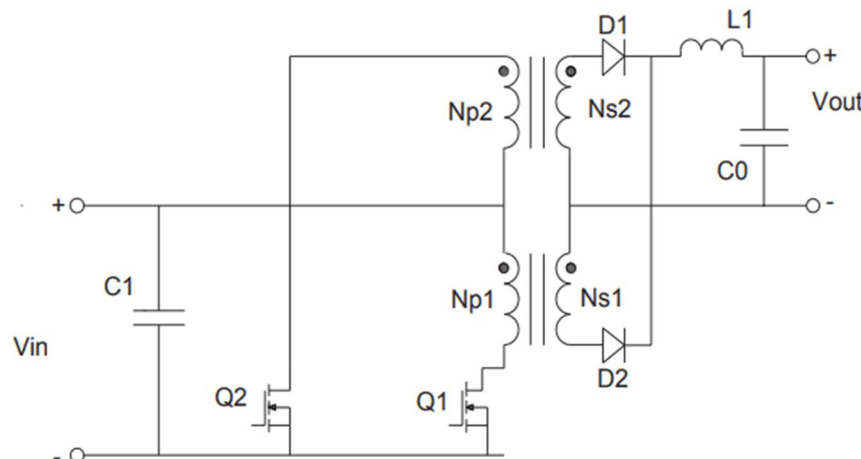 D1
L1
+
Np2
Ns2
Vout
C0
+
-
C1
Np1
Ns1
Vin
D2
Q2
Q1
-